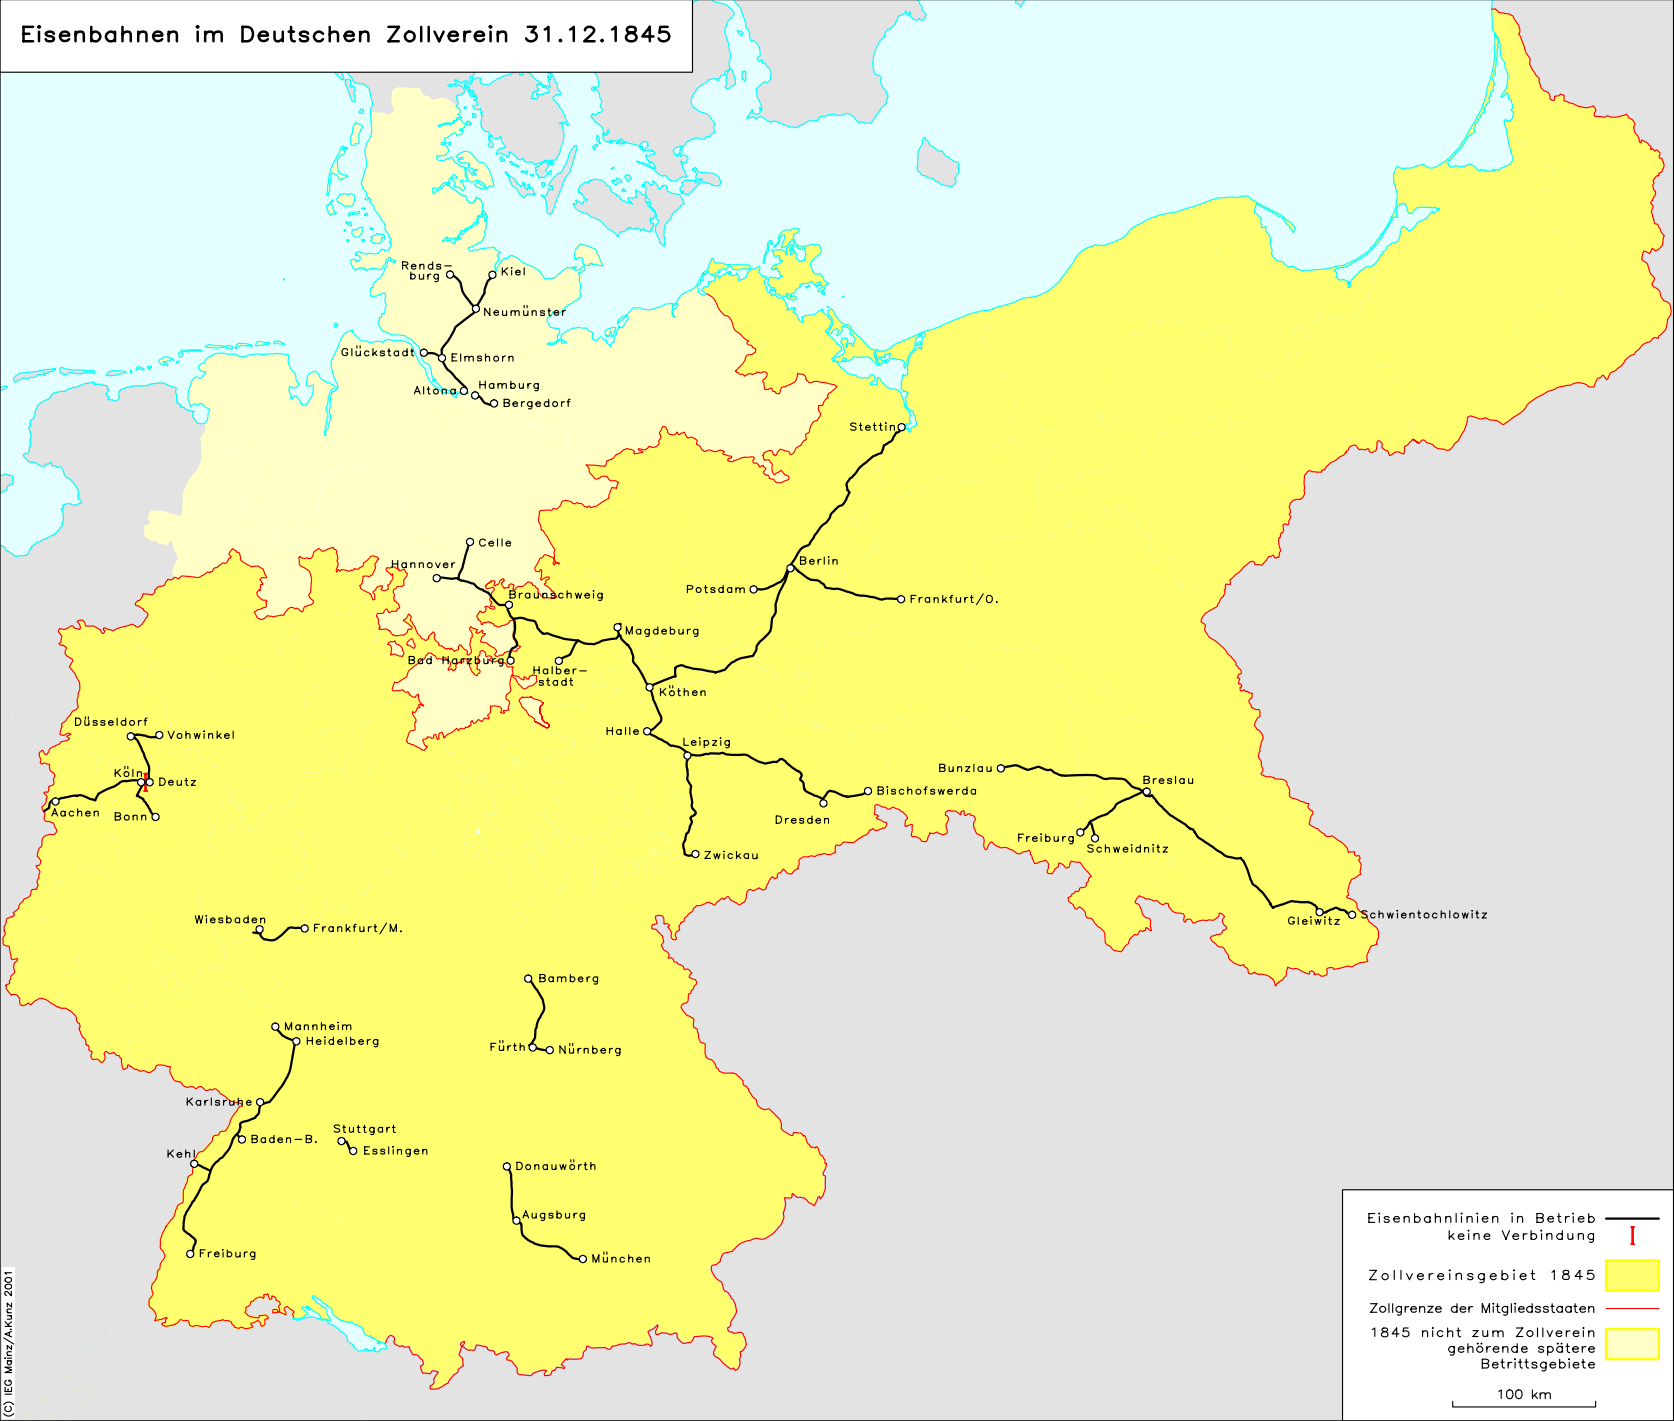 Eisenbahnen im Deutschen Zollverein 31.12.1845
Rends-
burg
Kiel
Neumünster
Glückstadt
Elmshorn
Altona
Hamburg
Bergedorf
Stettin
Celle
Hannover
Braunschweig
Berlin
Potsdam
Frankfurt/O.
Magdeburg
Bad Harzburg
Halber-
stadt
Köthen
Düsseldorf
Vohwinkel
Halle
Leipzig
Köln
Deutz
Aachen
Bonn
Bunzlau
Breslau
Bischofswerda
Dresden
Freiburg
Schweidnitz
Zwickau
Wiesbaden
Frankfurt/M.
Gleiwitz
Schwientochlowitz
Bamberg
Mannheim
Heidelberg
Fürth
Nürnberg
Karlsruhe
Stuttgart
Baden-B.
Esslingen
Kehl
Donauwörth
Augsburg
Freiburg
München
Eisenbahnlinien in Betrieb
keine Verbindung
Zollvereinsgebiet 1845
Zollgrenze der Mitgliedsstaaten
1845 nicht zum Zollverein
gehörende spätere
Betrittsgebiete
100 km
(C) IEG Mainz/A.Kunz 2001